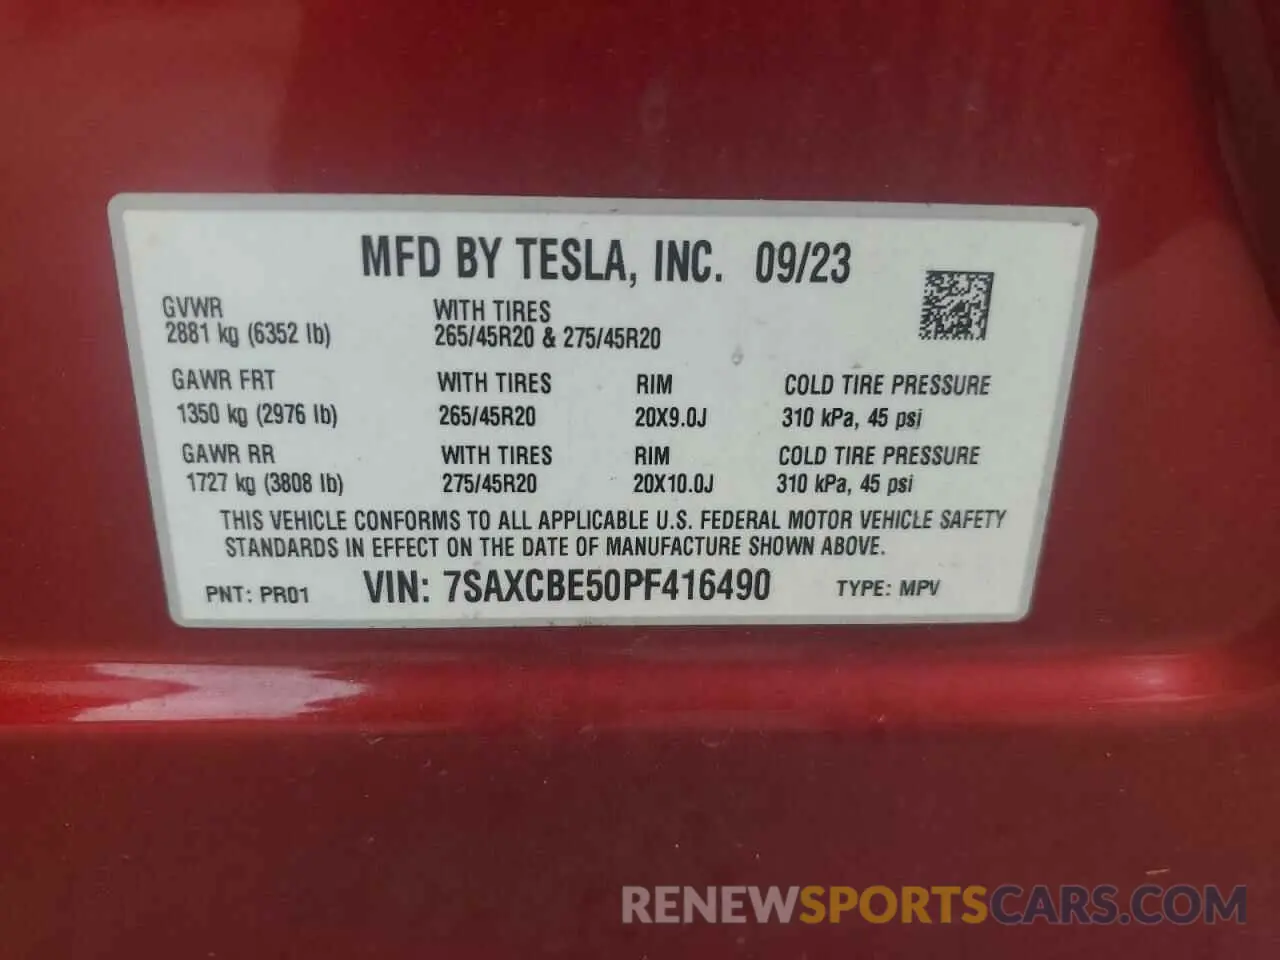 MFD BY TESLA, INC. 09/23
GVWR
2881 kg (6352 lb)
WITH TIRES
265/45R20 & 275/45R20
GAWR FRT WITH TIRES RIM COLD TIRE PRESSURE
1350 kg (2976 lb) 265/45R20 20X9.0J 310 kPa, 45 psi
GAWR RR WITH TIRES RIM COLD TIRE PRESSURE
1727 kg (3808 lb) 275/45R20 20X10.0J 310 kPa, 45 psi
THIS VEHICLE CONFORMS TO ALL APPLICABLE U.S. FEDERAL MOTOR VEHICLE SAFETY
STANDARDS IN EFFECT ON THE DATE OF MANUFACTURE SHOWN ABOVE.
PNT: PR01 VIN: 7SAXCBE50PF416490 TYPE: MPV
RENEWSPORTSCARS.COM